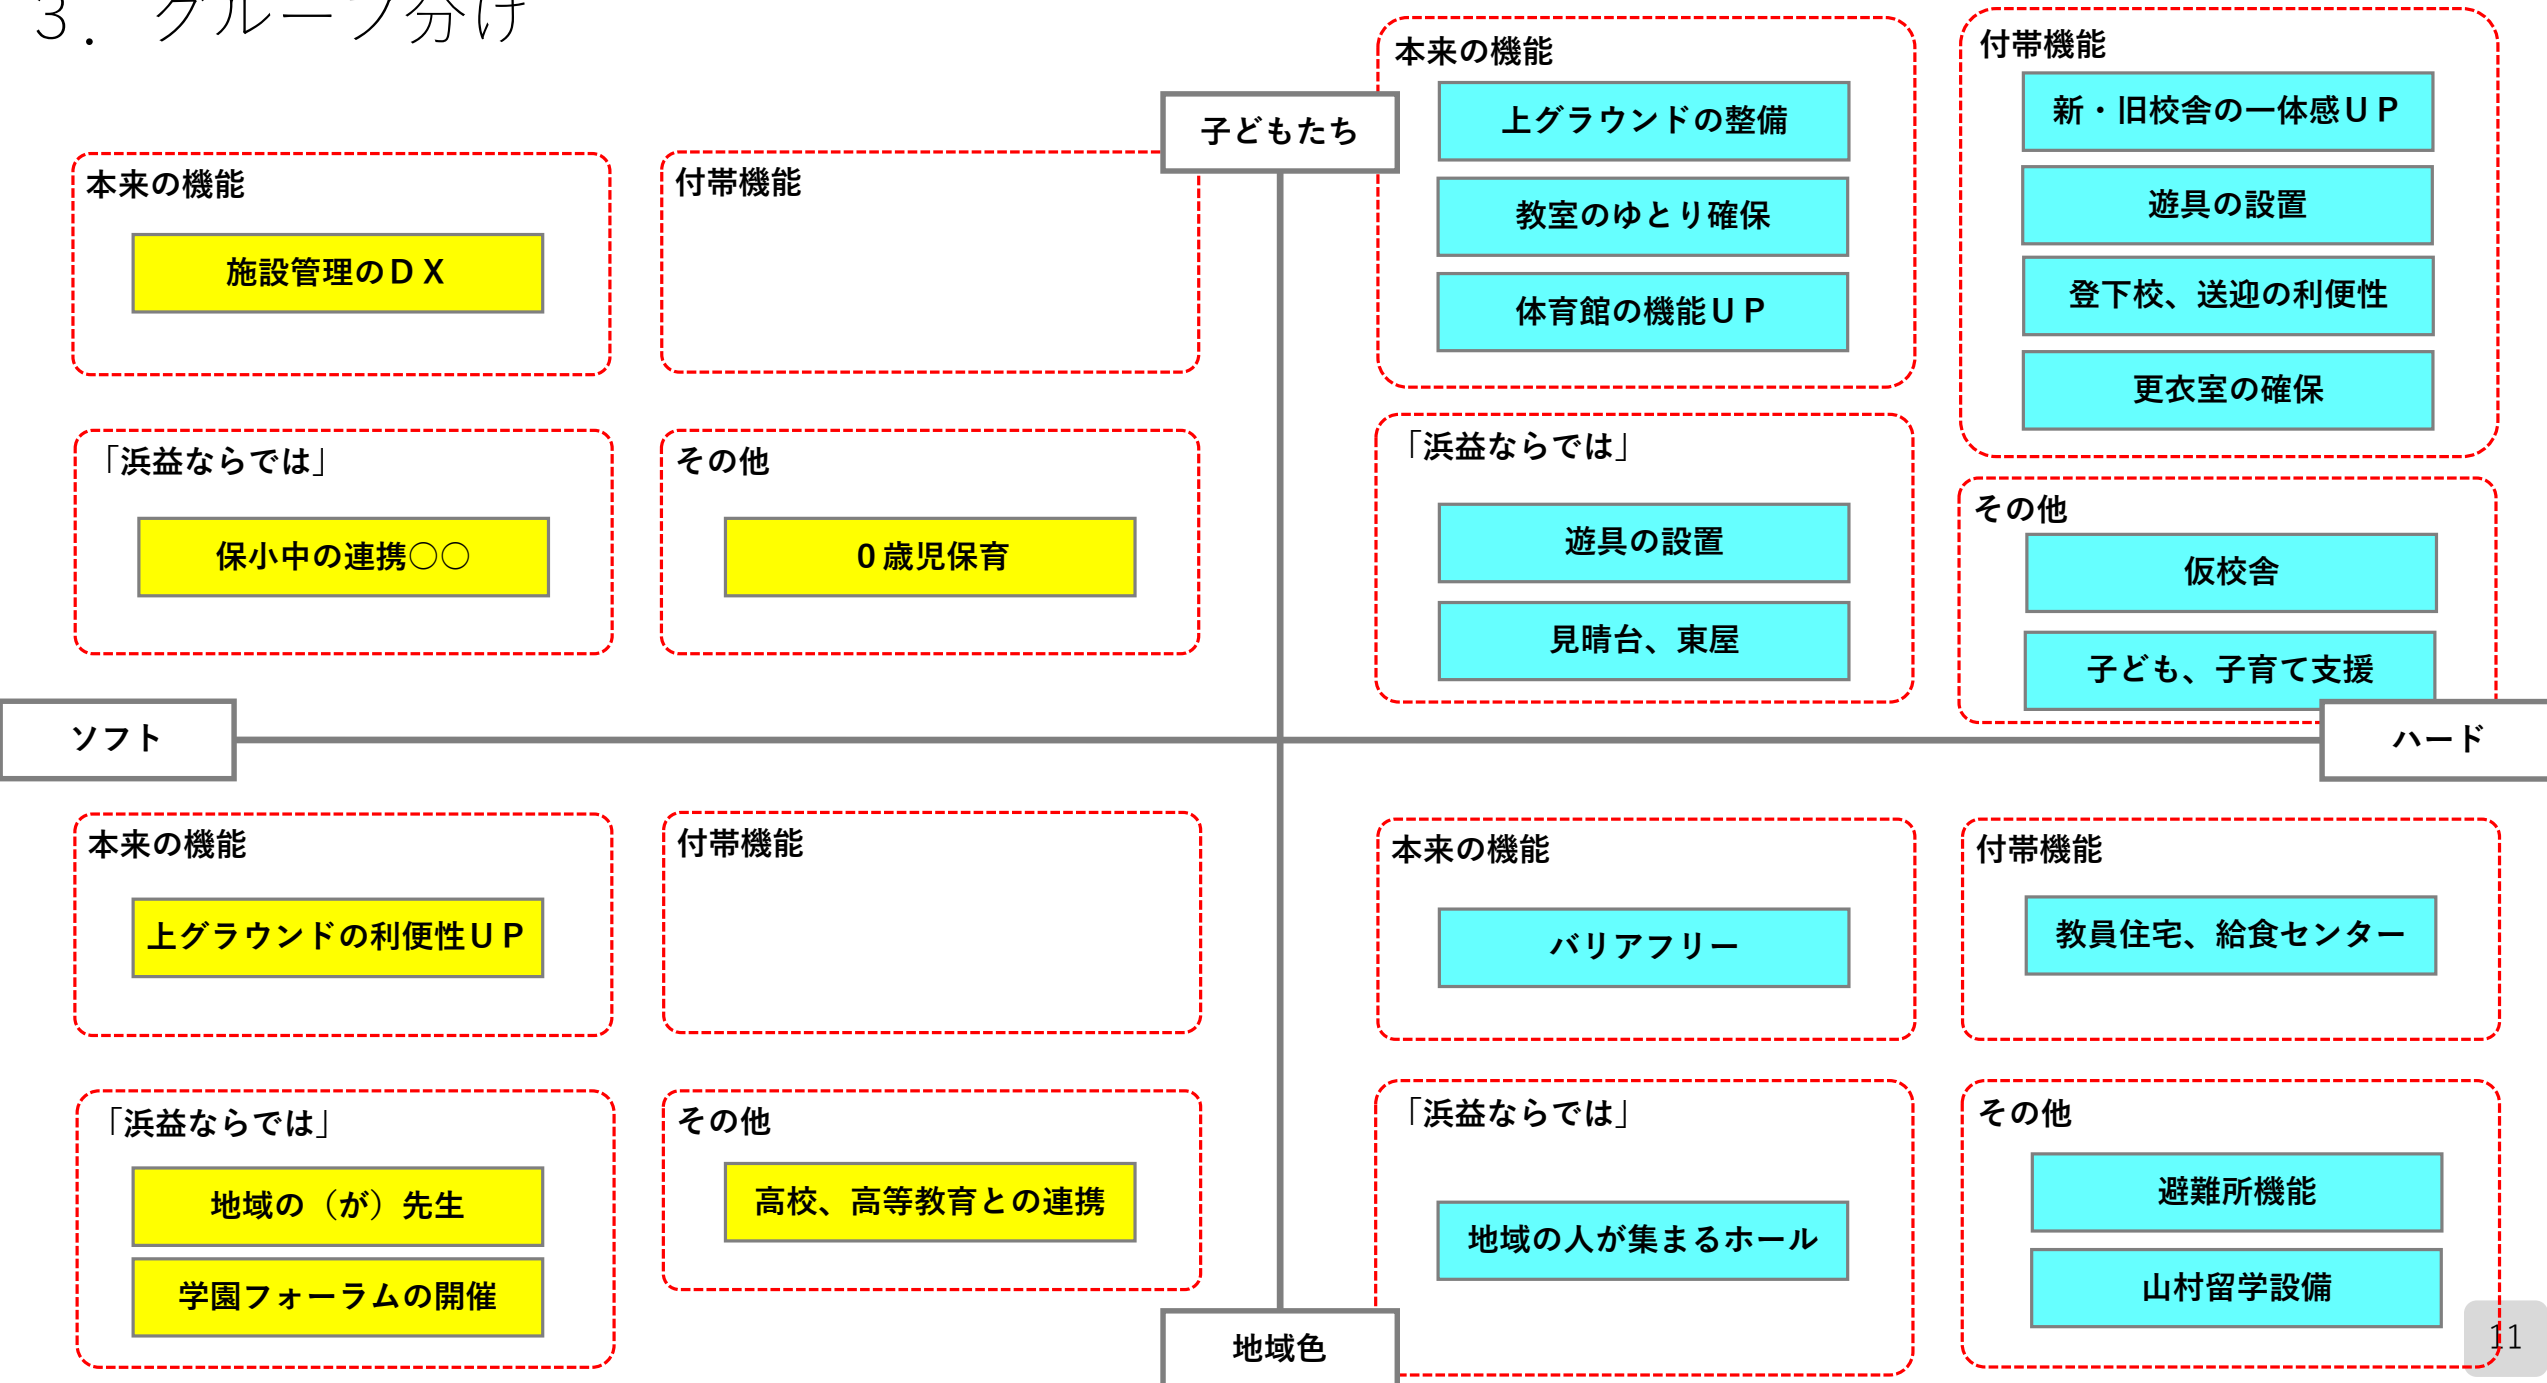 ３． グループ分け
子どもたち
本来の機能
施設管理のＤＸ
付帯機能
「浜益ならでは」
保小中の連携○○
その他
０歳児保育
本来の機能
上グラウンドの整備
教室のゆとり確保
体育館の機能ＵＰ
付帯機能
新・旧校舎の一体感ＵＰ
遊具の設置
登下校、送迎の利便性
更衣室の確保
「浜益ならでは」
遊具の設置
見晴台、東屋
その他
仮校舎
子ども、子育て支援
ソフト
ハード
本来の機能
上グラウンドの利便性ＵＰ
付帯機能
「浜益ならでは」
地域の（が）先生
学園フォーラムの開催
その他
高校、高等教育との連携
本来の機能
バリアフリー
付帯機能
教員住宅、給食センター
「浜益ならでは」
地域の人が集まるホール
その他
避難所機能
山村留学設備
地域色
11